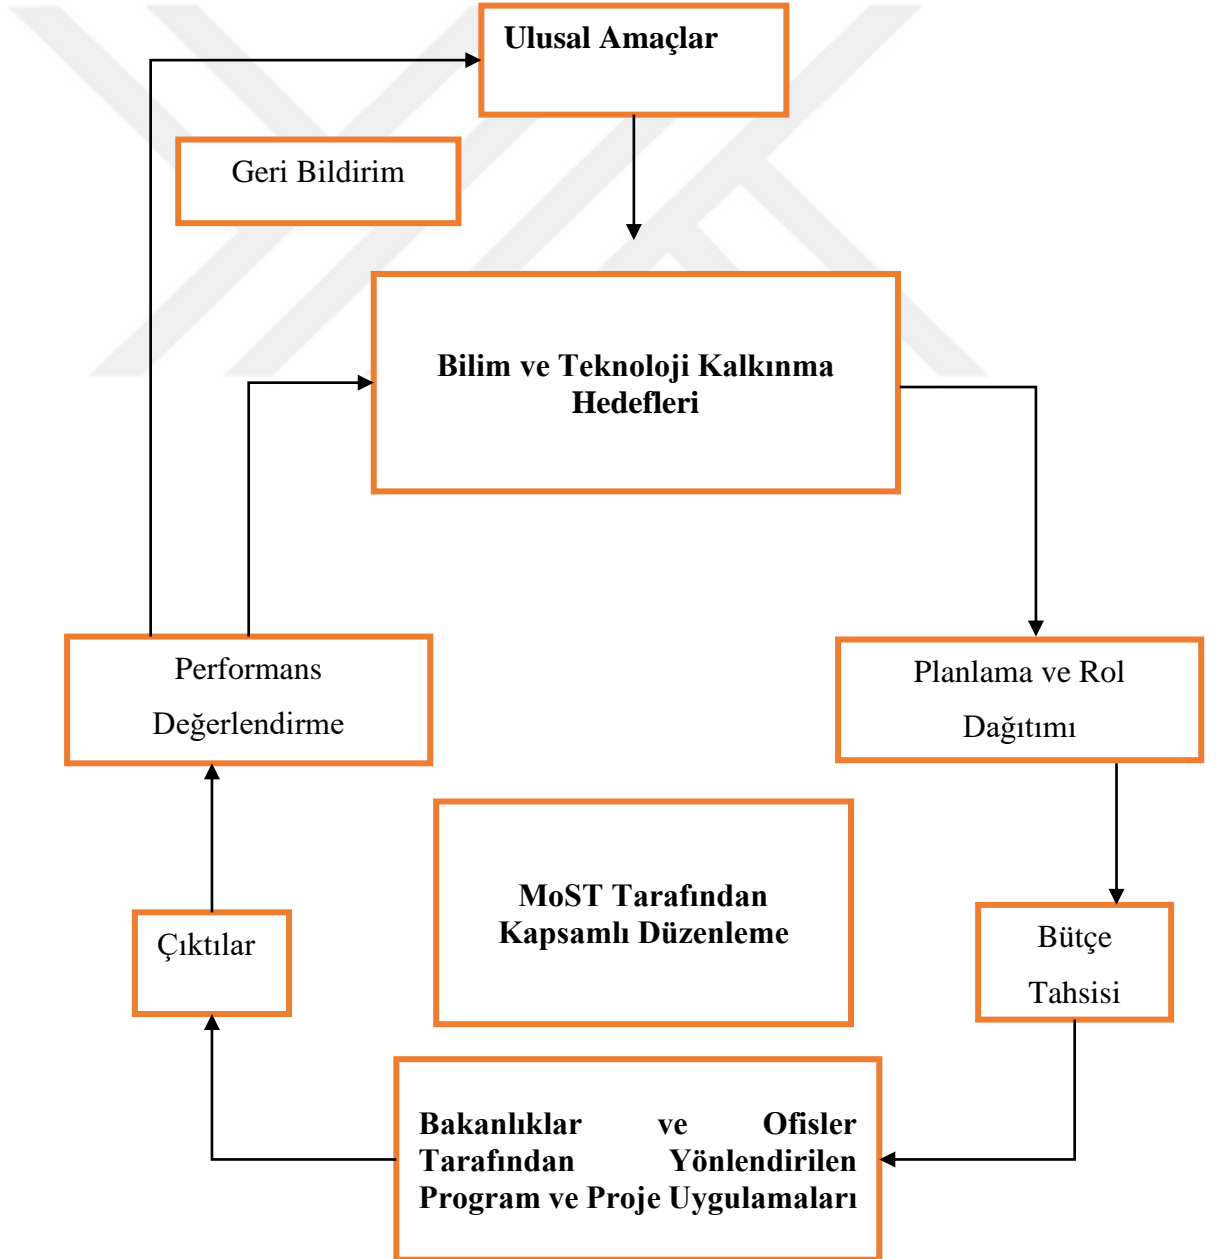 Ulusal Amaçlar
Geri Bildirim
Bilim ve Teknoloji Kalkınma
Hedefleri
Performans
Değerlendirme
Planlama ve Rol
Dağıtımı
MoST Tarafından
Kapsamlı Düzenleme
Çıktılar
Bütçe
Tahsisi
Bakanlıklar ve Ofisler
Tarafından Yönlendirilen
Program ve Proje Uygulamaları